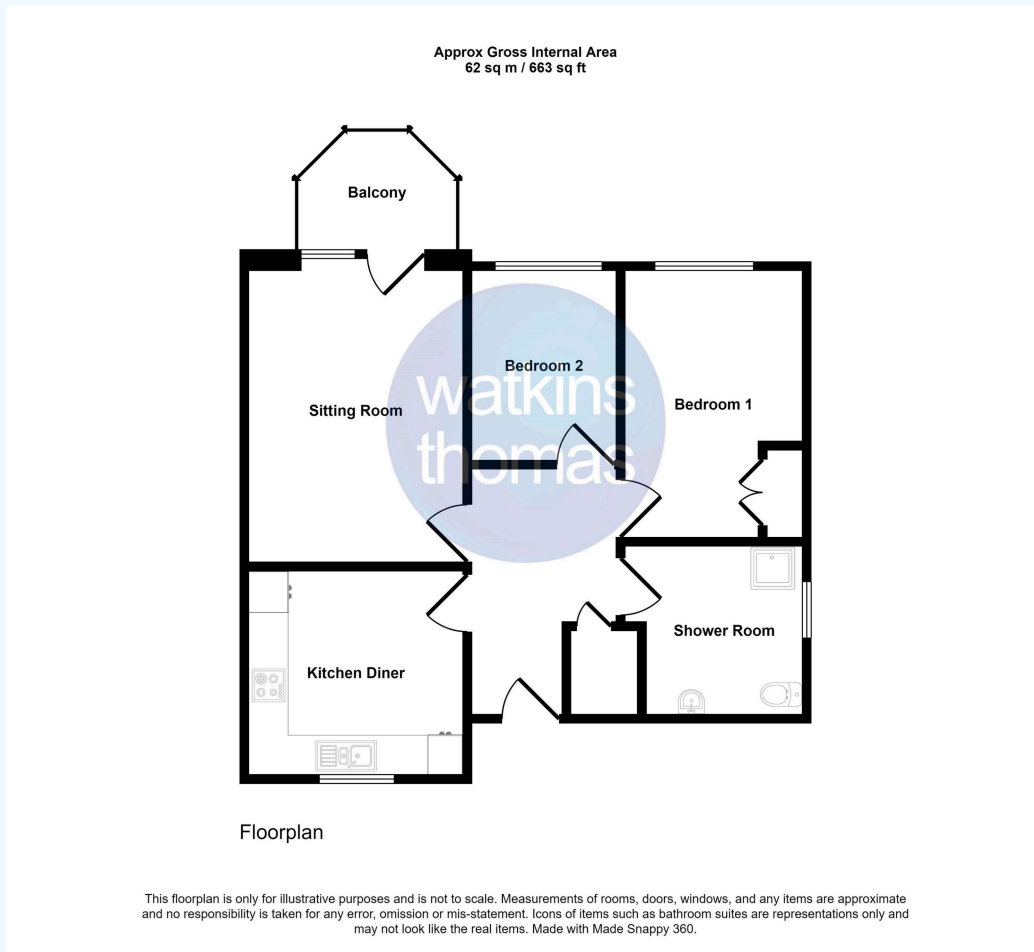 Approx Gross Internal Area
62 sq m / 663 sq ft
Balcony
Bedroom 2
watkins
Bedroom 1
Sitting Room
thomas
Shower Room
Kitchen Diner
Floorplan
This floorplan is only for illustrative purposes and is not to scale. Measurements of rooms, doors, windows, and any items are approximate
and no responsibility is taken for any error, omission or mis-statement. Icons of items such as bathroom suites are representations only and
may not look like the real items. Made with Made Snappy 360.